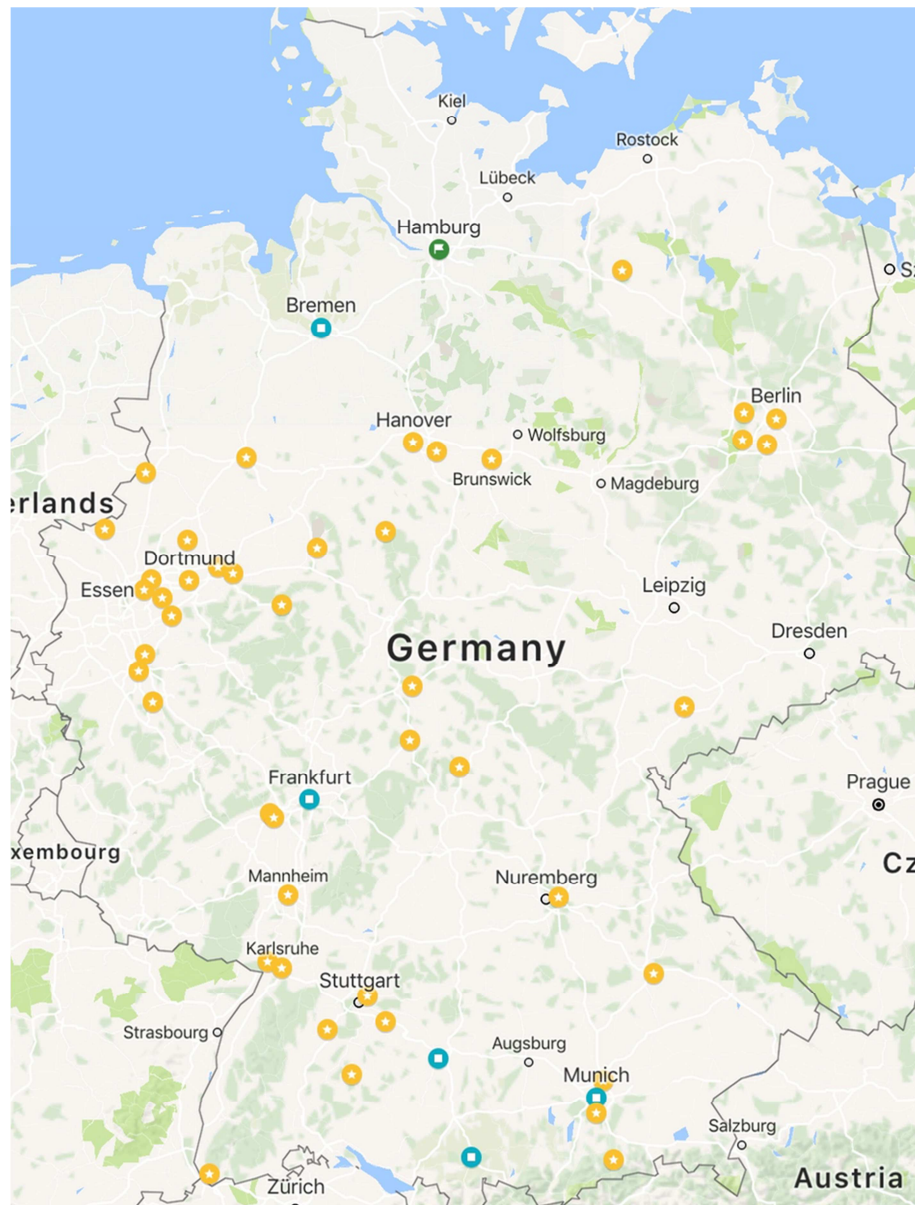 Kiel
Rostock
Lübeck
Hamburg
Sz
Bremen
Berlin
Hanover
Wolfsburg
Brunswick
Magdeburg
erlands
Dortmund
Essen
Leipzig
Dresden
Germany
Frankfurt
Prague
xembourg
Cz
Mannheim
Nuremberg
Karlsruhe
Stuttgart
Strasbourg
Augsburg
Munich
Salzburg
Austria
Zürich